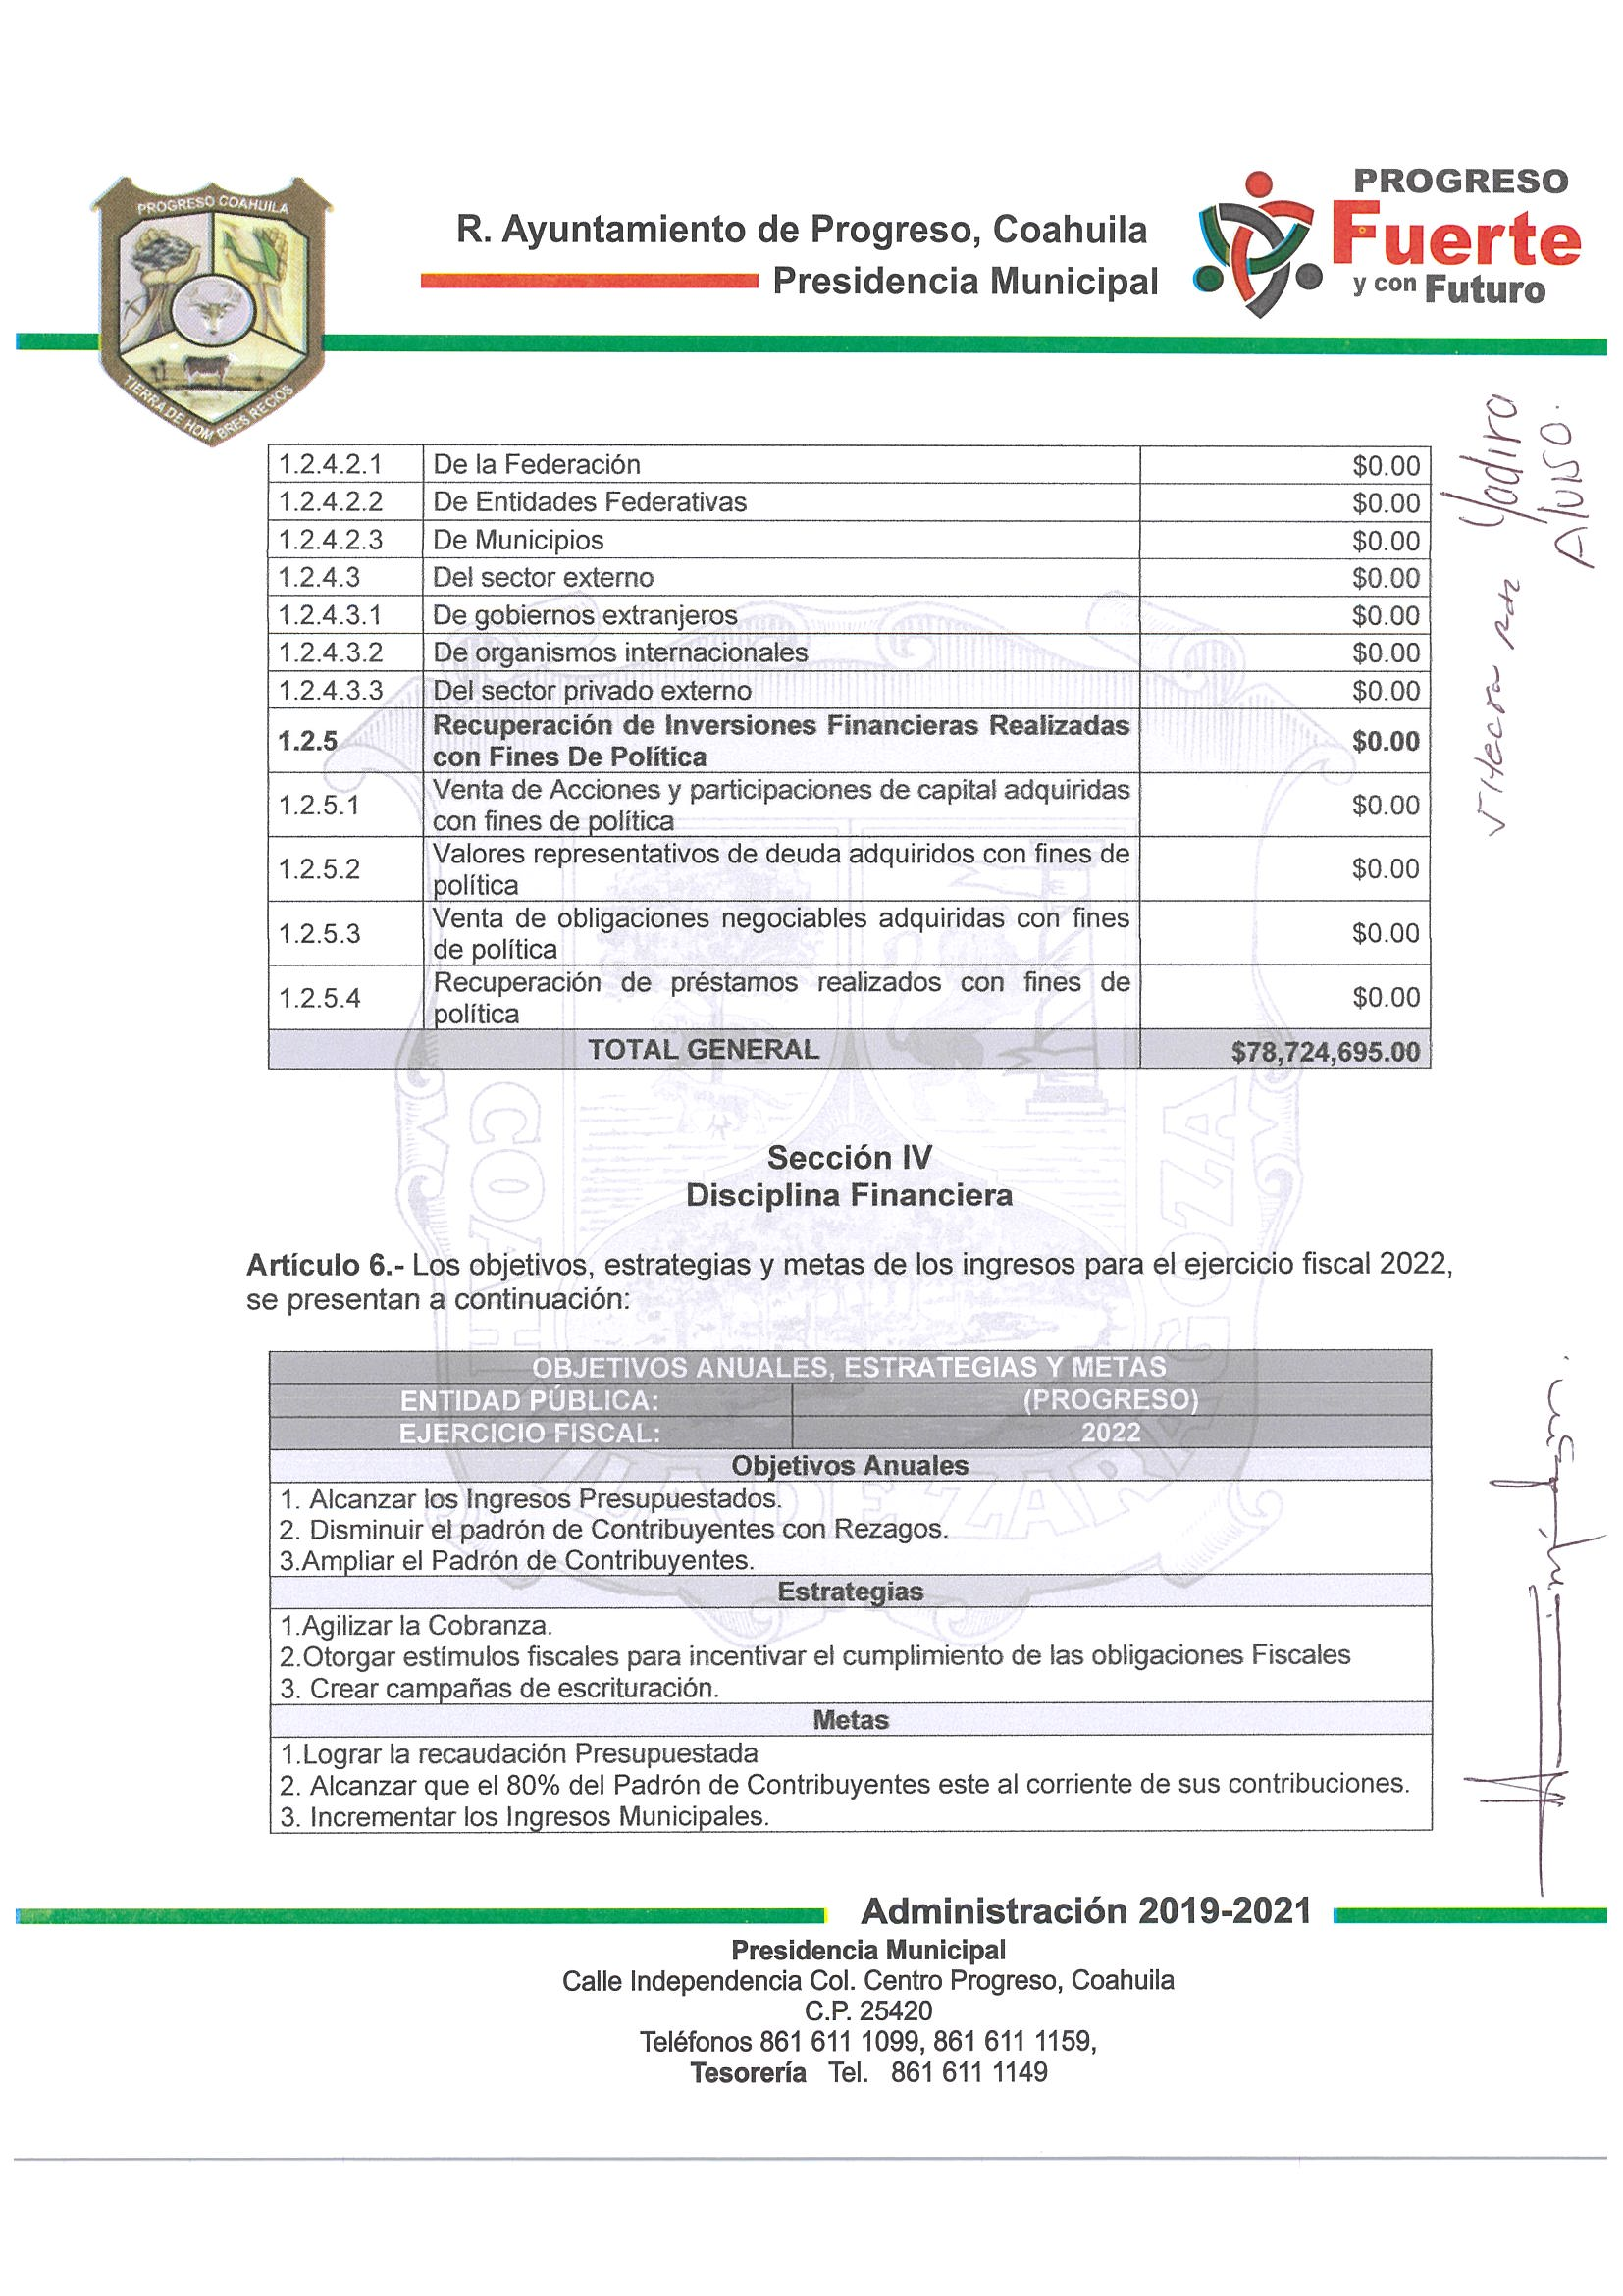 PROGRESO COAHUILA
TIERRA DE HOMBRES RECIOS
R. Ayuntamiento de Progreso, Coahuila
Presidencia Municipal
PROGRESO
Fuerte
y con Futuro
1.2.4.2.1 De la Federación $0.00
1.2.4.2.2 De Entidades Federativas $0.00
1.2.4.2.3 De Municipios $0.00
1.2.4.3 Del sector externo $0.00
1.2.4.3.1 De gobiernos extranjeros $0.00
1.2.4.3.2 De organismos internacionales $0.00
1.2.4.3.3 Del sector privado externo $0.00
1.2.5 Recuperación de Inversiones Financieras Realizadas
con Fines De Política $0.00
1.2.5.1 Venta de Acciones y participaciones de capital adquiridas
con fines de política $0.00
1.2.5.2 Valores representativos de deuda adquiridos con fines de
política $0.00
1.2.5.3 Venta de obligaciones negociables adquiridas con fines
de política $0.00
1.2.5.4 Recuperación de préstamos realizados con fines de
política $0.00
TOTAL GENERAL $78,724,695.00
Sección IV
Disciplina Financiera
Artículo 6.- Los objetivos, estrategias y metas de los ingresos para el ejercicio fiscal 2022,
se presentan a continuación:
OBJETIVOS ANUALES, ESTRATEGIAS Y METAS
ENTIDAD PÚBLICA: (PROGRESO)
EJERCICIO FISCAL: 2022
Objetivos Anuales
1. Alcanzar los Ingresos Presupuestados.
2. Disminuir el padrón de Contribuyentes con Rezagos.
3.Ampliar el Padrón de Contribuyentes.
Estrategias
1.Agilizar la Cobranza.
2.Otorgar estímulos fiscales para incentivar el cumplimiento de las obligaciones Fiscales
3. Crear campañas de escrituración.
Metas
1.Lograr la recaudación Presupuestada
2. Alcanzar que el 80% del Padrón de Contribuyentes este al corriente de sus contribuciones.
3. Incrementar los Ingresos Municipales.
COAHUILA DE ZARAGOZA
Administración 2019-2021
Presidencia Municipal
Calle Independencia Col. Centro Progreso, Coahuila
C.P. 25420
Teléfonos 861 611 1099, 861 611 1159,
Tesorería Tel. 861 611 1149